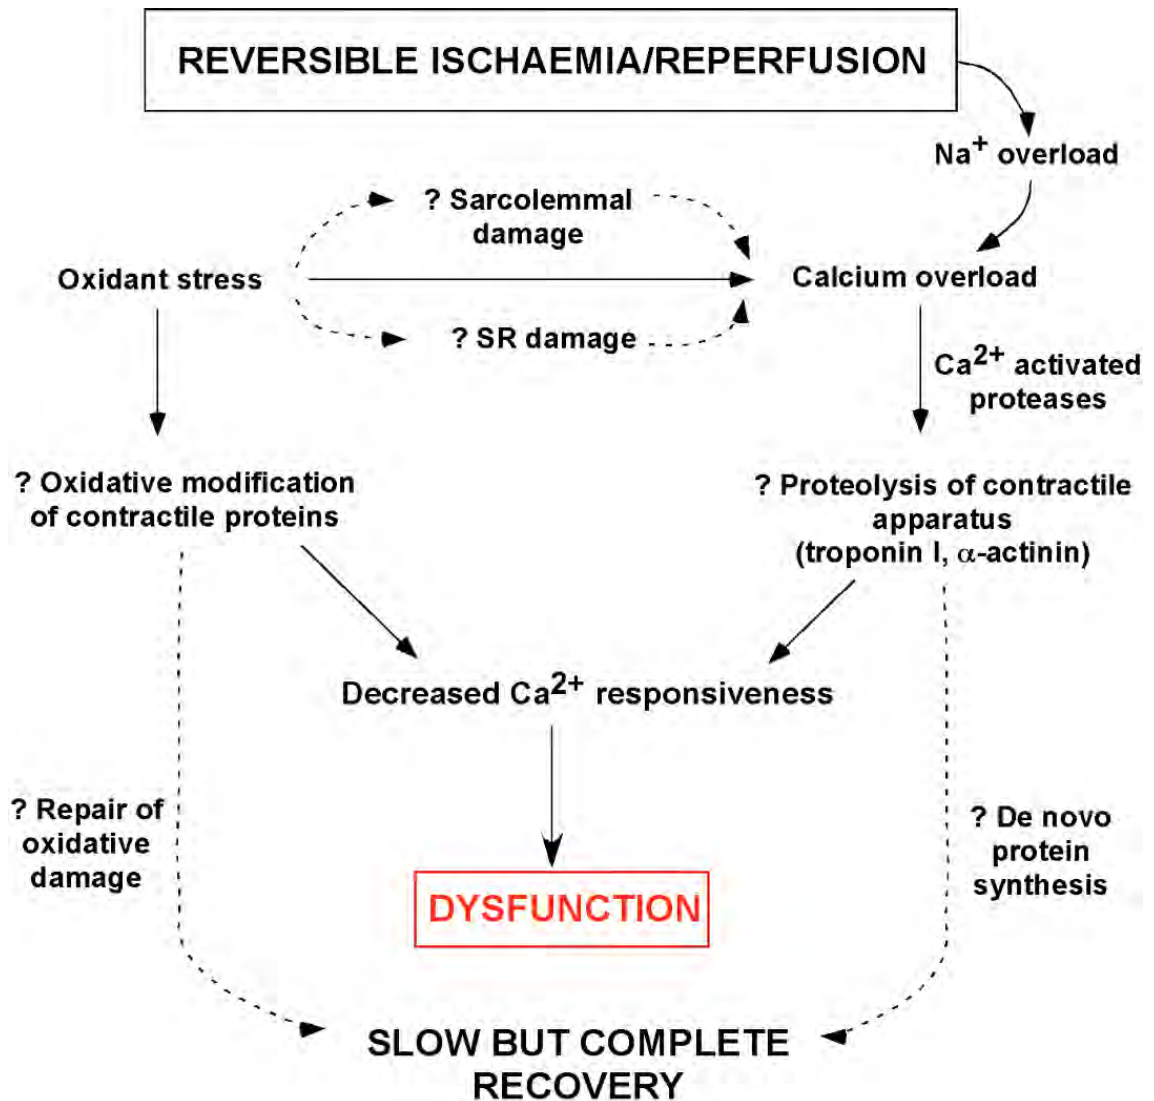 REVERSIBLE ISCHAEMIA/REPERFUSION
Na+ overload
? Sarcolemmal
damage
Oxidant stress
Calcium overload
? SR damage
Ca2+ activated
proteases
? Oxidative modification
of contractile proteins
? Proteolysis of contractile
apparatus
(troponin I, α-actinin)
Decreased Ca2+ responsiveness
? Repair of
oxidative
damage
? De novo
protein
synthesis
DYSFUNCTION
SLOW BUT COMPLETE
RECOVERY